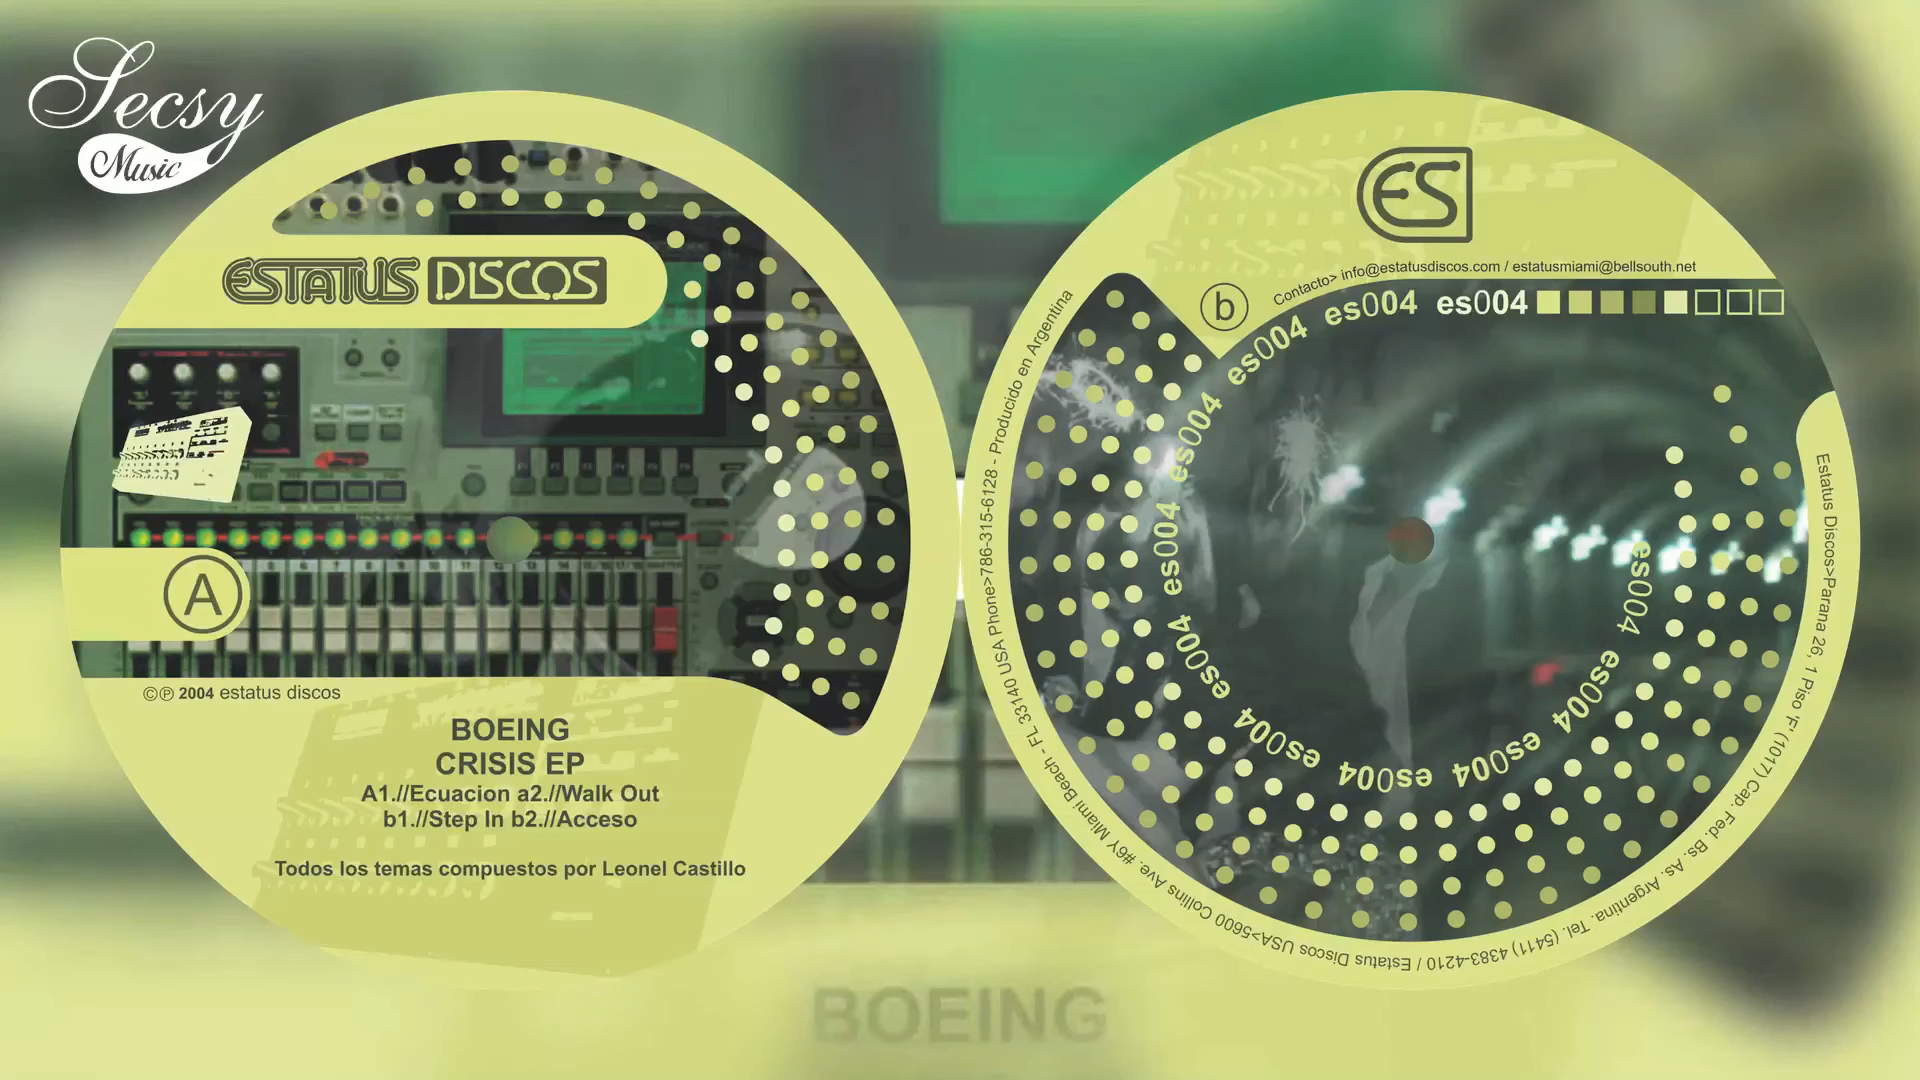 Secsy
Music
ESTATUS DISCOS
A
©℗ 2004 estatus discos
BOEING
CRISIS EP
A1.//Ecuacion a2.//Walk Out
b1.//Step In b2.//Acceso
Todos los temas compuestos por Leonel Castillo
ES
Contacto> info@estatusdiscos.com / estatusmiami@bellsouth.net
b
es004 es004 es004 es004 es004 es004 es004 es004 es004 es004 es004 es004 es004
Estatus Discos>Parana 26, 1 Piso 'F' (1017) Cap. Fed. Bs. As. Argentina. Tel. (5411) 4383-4210 / Estatus Discos USA>5600 Collins Ave. #6Y Miami Beach - FL 33140 USA Phone>786-315-6128 - Producido en Argentina
BOEING